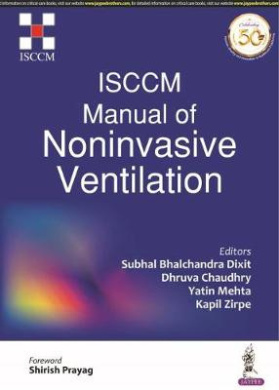 ISCCM
50
ISCCM
Manual of
Noninvasive
Ventilation
Editors
Subhal Bhalchandra Dixit
Dhruva Chaudhry
Yatin Mehta
Kapil Zirpe
Foreword
Shirish Prayag
JAYPEE